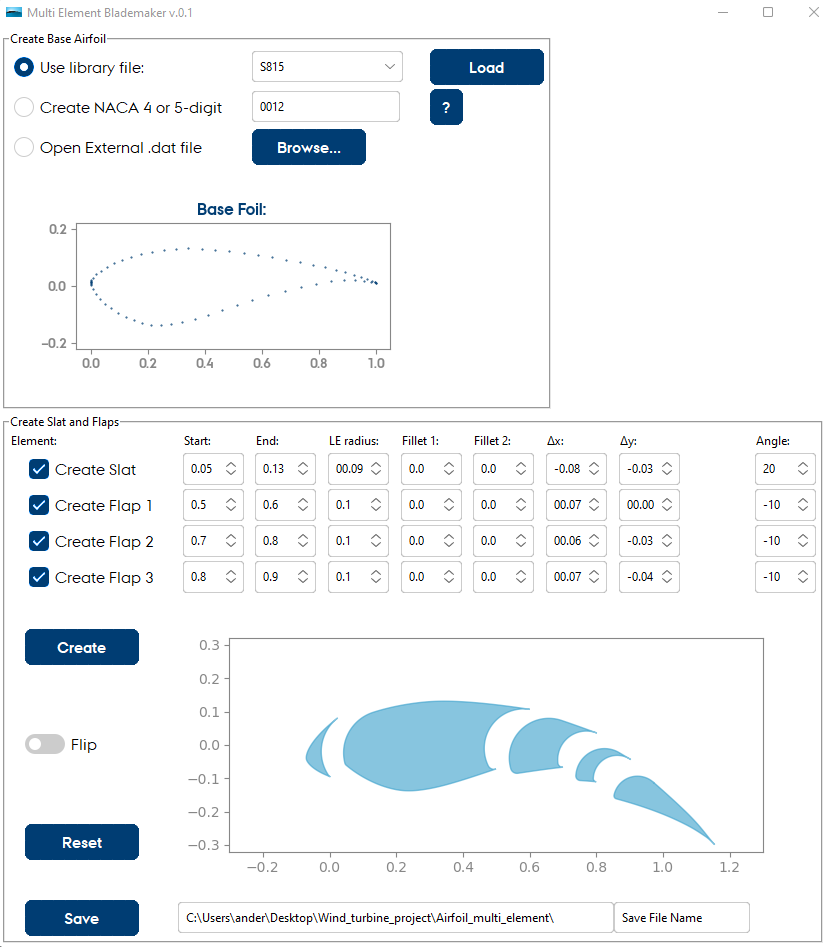 Multi Element Blademaker v.0.1
Create Base Airfoil
Use library file:
S815
Load
Create NACA 4 or 5-digit
0012
?
Open External .dat file
Browse...
Base Foil:
0.2
0.0
−0.2
0.0 0.2 0.4 0.6 0.8 1.0
Create Slat and Flaps
Element: Start: End: LE radius: Fillet 1: Fillet 2: Δx: Δy: Angle:
Create Slat 0.05 0.13 00.09 0.0 0.0 -0.08 -0.03 20
Create Flap 1 0.5 0.6 0.1 0.0 0.0 00.07 00.00 -10
Create Flap 2 0.7 0.8 0.1 0.0 0.0 00.06 -0.03 -10
Create Flap 3 0.8 0.9 0.1 0.0 0.0 00.07 -0.04 -10
Create
Flip
Reset
0.3
0.2
0.1
0.0
−0.1
−0.2
−0.3
−0.2 0.0 0.2 0.4 0.6 0.8 1.0 1.2
Save
C:\Users\ander\Desktop\Wind_turbine_project\Airfoil_multi_element\
Save File Name